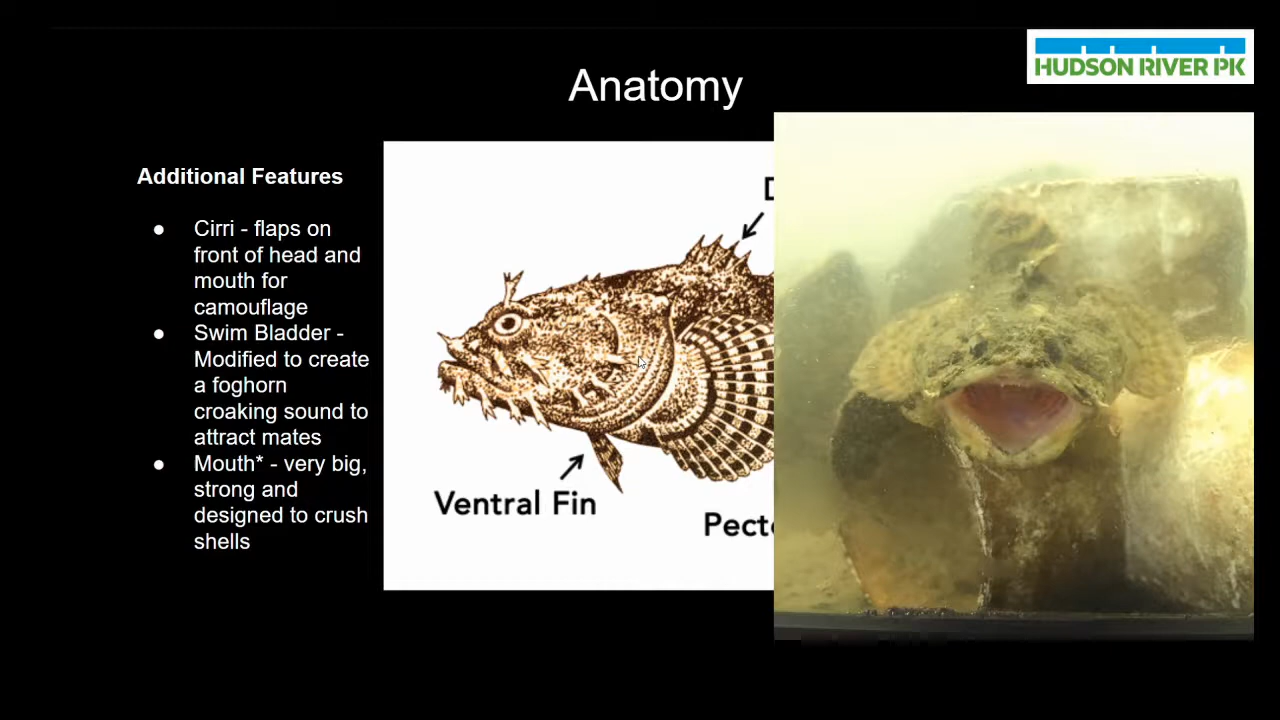 HUDSON RIVER PK
Anatomy
Additional Features
● Cirri - flaps on
front of head and
mouth for
camouflage
● Swim Bladder -
Modified to create
a foghorn
croaking sound to
attract mates
● Mouth* - very big,
strong and
designed to crush
shells
D
Ventral Fin
Pecto